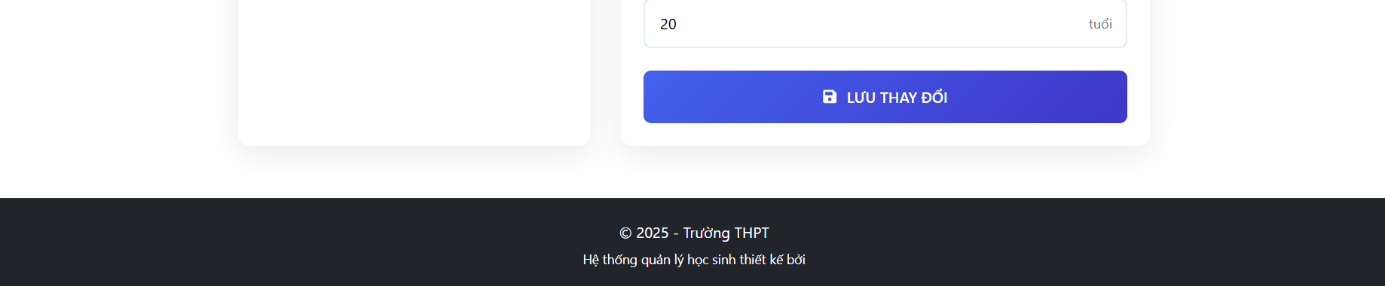 20 tuổi
LƯU THAY ĐỔI
© 2025 - Trường THPT
Hệ thống quản lý học sinh thiết kế bởi